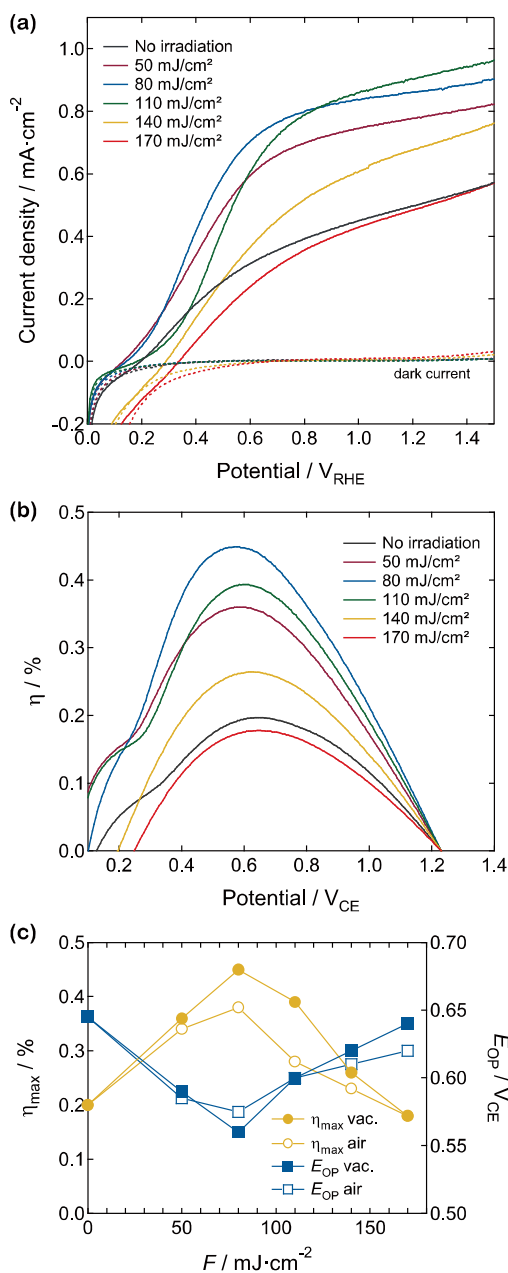 (a)
1.0
0.8
0.6
0.4
0.2
0.0
-0.2
Current density / mA·cm⁻²
No irradiation
50 mJ/cm²
80 mJ/cm²
110 mJ/cm²
140 mJ/cm²
170 mJ/cm²
dark current
0.0 0.2 0.4 0.6 0.8 1.0 1.2 1.4
Potential / V_RHE
(b)
0.5
0.4
0.3
0.2
0.1
0.0
η / %
No irradiation
50 mJ/cm²
80 mJ/cm²
110 mJ/cm²
140 mJ/cm²
170 mJ/cm²
0.2 0.4 0.6 0.8 1.0 1.2 1.4
Potential / V_CE
(c)
0.5
0.4
0.3
0.2
0.1
0.0
η_max / %
0.70
0.65
0.60
0.55
0.50
E_OP / V_CE
η_max vac.
η_max air
E_OP vac.
E_OP air
0 50 100 150
F / mJ·cm⁻²